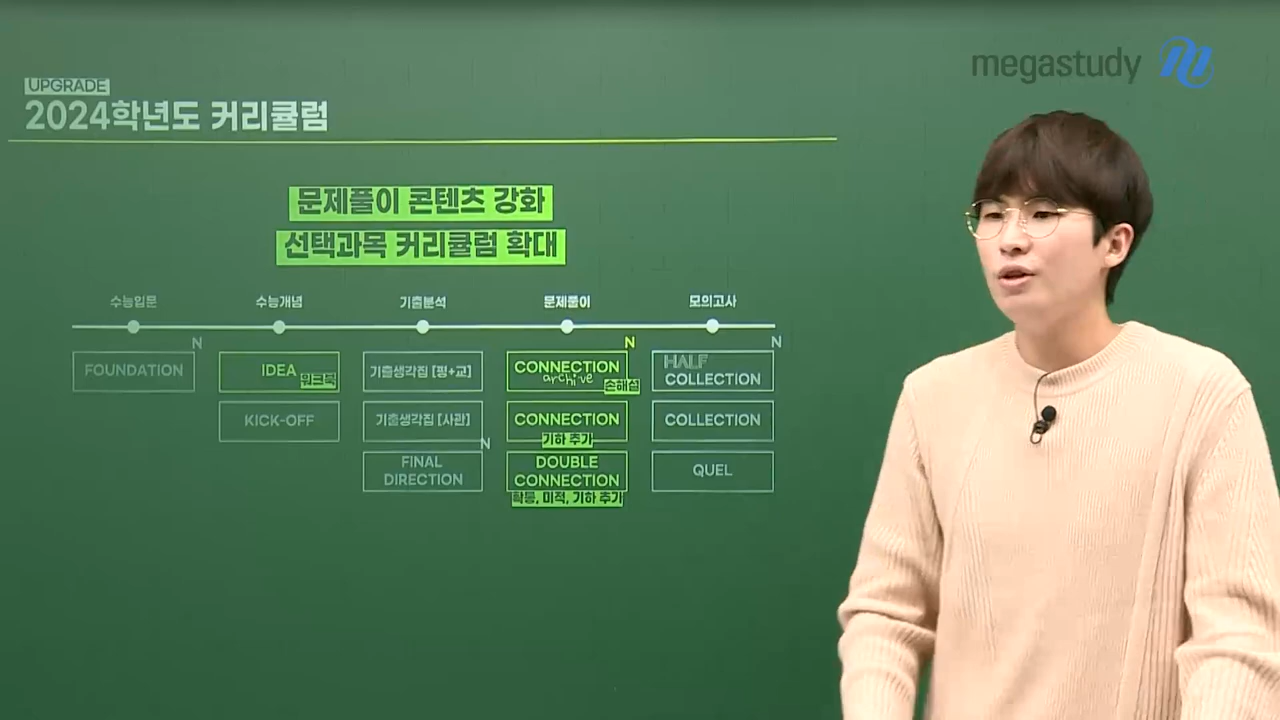 megastudy
UPGRADE
2024학년도 커리큘럼
문제풀이 콘텐츠 강화
선택과목 커리큘럼 확대
수능입문
수능개념
기출분석
문제풀이
모의고사
N
N
N
FOUNDATION
IDEA
워크북
기출생각집 [평+교]
CONNECTION
archive
손해설
HALF
COLLECTION
KICK-OFF
기출생각집 [사관]
CONNECTION
기하 추가
COLLECTION
N
FINAL
DIRECTION
DOUBLE
CONNECTION
확통, 미적, 기하 추가
QUEL